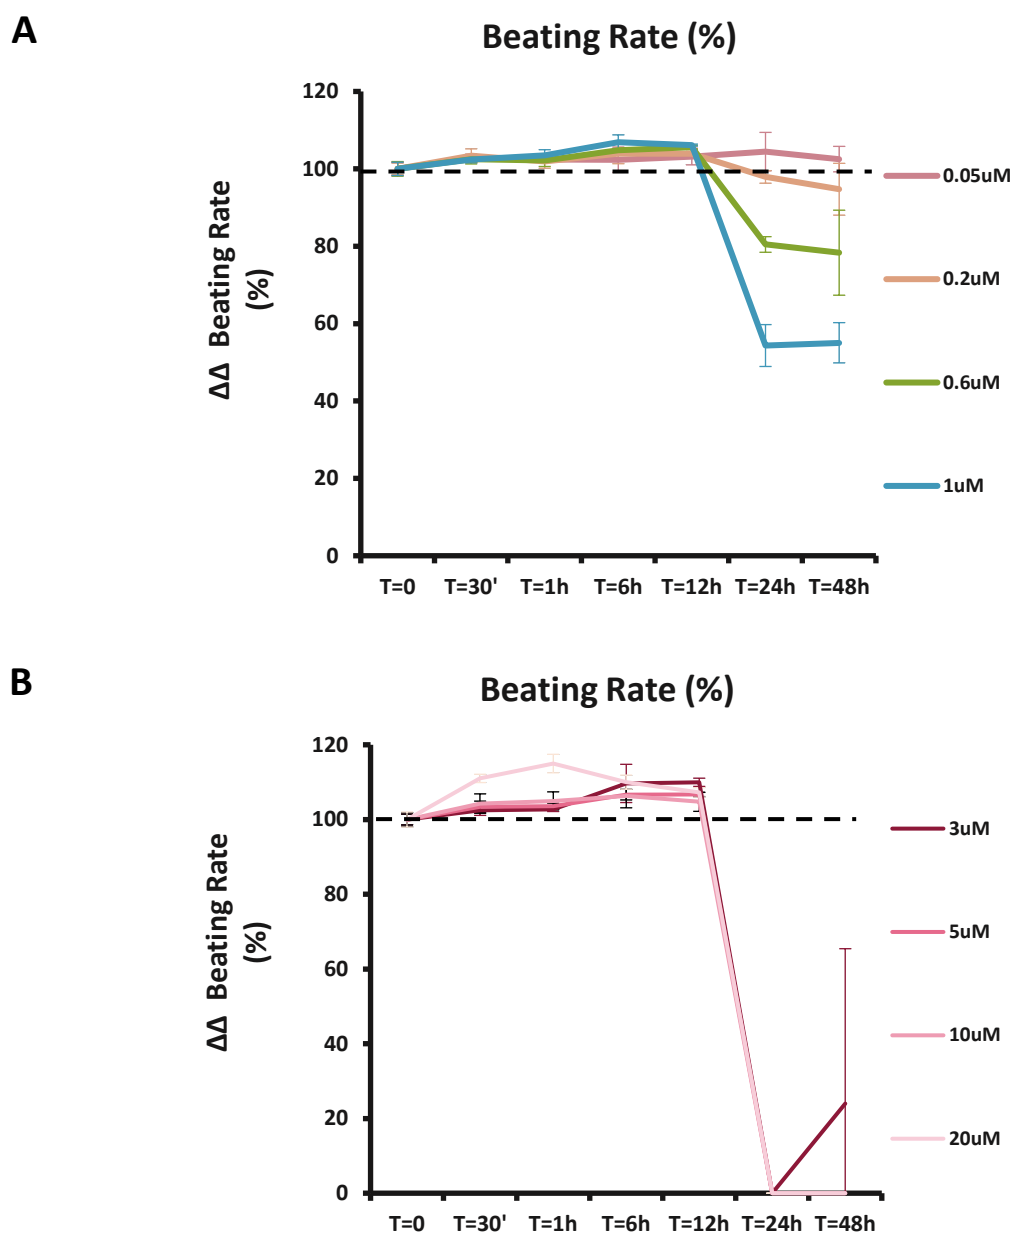 A
Beating Rate (%)
120
100
80
60
40
20
0
ΔΔ Beating Rate
(%)
T=0 T=30' T=1h T=6h T=12h T=24h T=48h
0.05uM
0.2uM
0.6uM
1uM
B
Beating Rate (%)
120
100
80
60
40
20
0
ΔΔ Beating Rate
(%)
T=0 T=30' T=1h T=6h T=12h T=24h T=48h
3uM
5uM
10uM
20uM